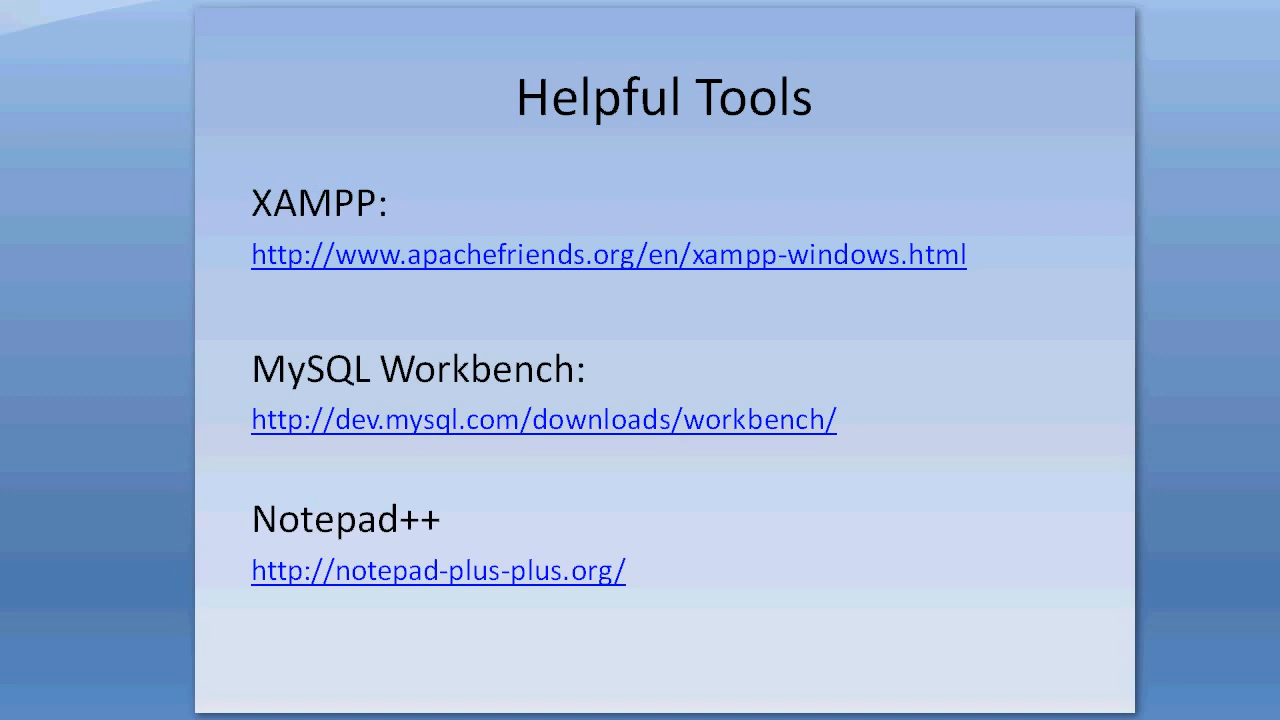 Helpful Tools
XAMPP:
http://www.apachefriends.org/en/xampp-windows.html
MySQL Workbench:
http://dev.mysql.com/downloads/workbench/
Notepad++
http://notepad-plus-plus.org/